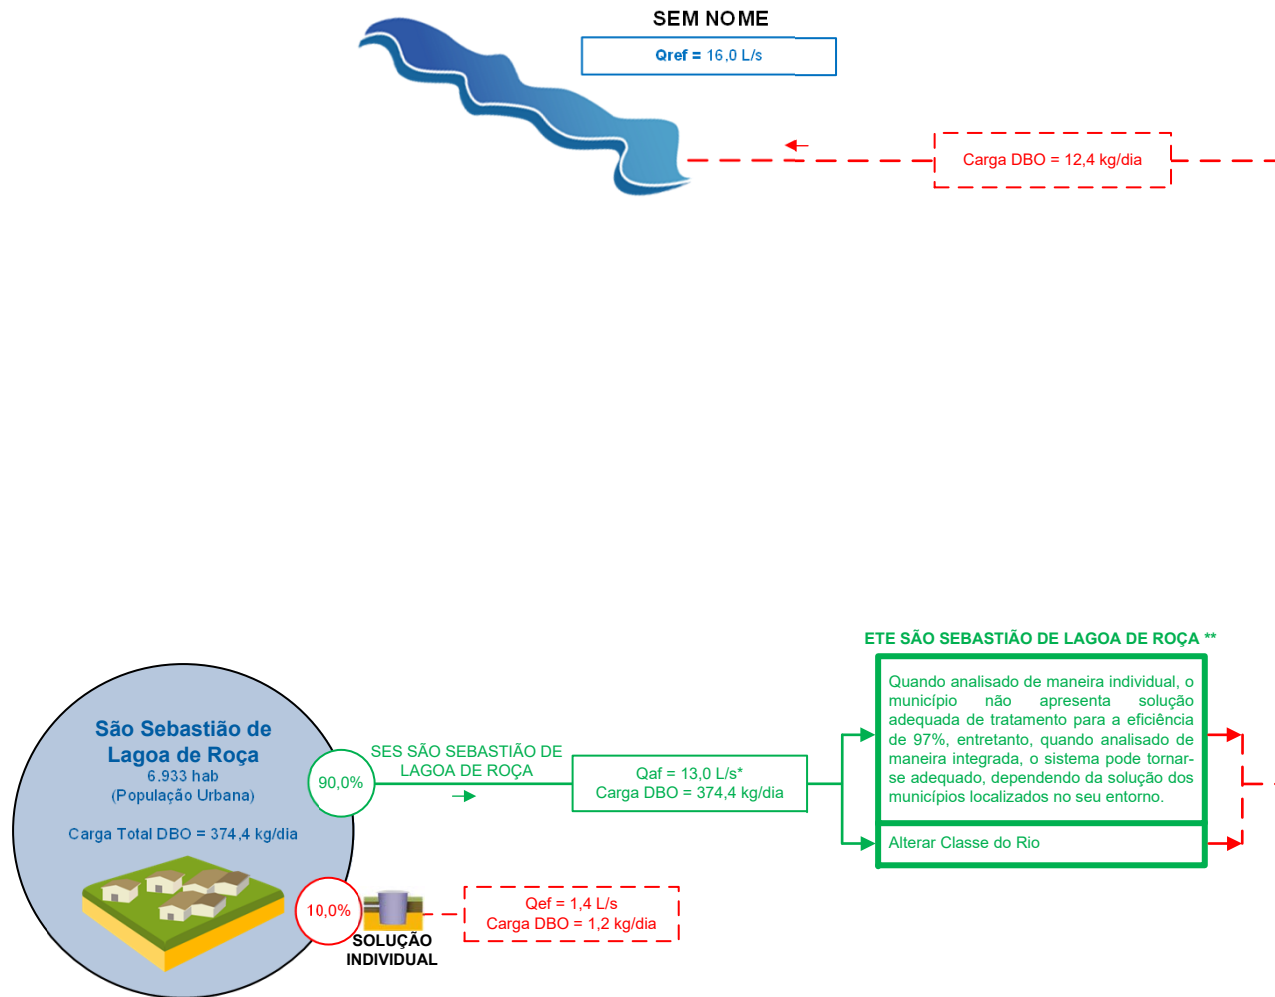 SEM NOME
Qref = 16,0 L/s
Carga DBO = 12,4 kg/dia
ETE SÃO SEBASTIÃO DE LAGOA DE ROÇA **
Quando analisado de maneira individual, o
município não apresenta solução
adequada de tratamento para a eficiência
de 97%, entretanto, quando analisado de
maneira integrada, o sistema pode tornar-
se adequado, dependendo da solução dos
municípios localizados no seu entorno.
Alterar Classe do Rio
São Sebastião de
Lagoa de Roça
6.933 hab
(População Urbana)
Carga Total DBO = 374,4 kg/dia
90,0%
SES SÃO SEBASTIÃO DE
LAGOA DE ROÇA
Qaf = 13,0 L/s*
Carga DBO = 374,4 kg/dia
10,0%
SOLUÇÃO
INDIVIDUAL
Qef = 1,4 L/s
Carga DBO = 1,2 kg/dia